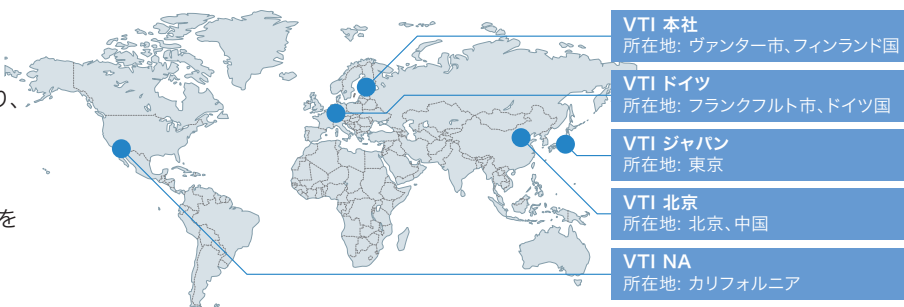 り、
を
VTI 本社
所在地: ヴァンター市、フィンランド国
VTI ドイツ
所在地: フランクフルト市、ドイツ国
VTI ジャパン
所在地: 東京
VTI 北京
所在地: 北京、中国
VTI NA
所在地: カリフォルニア